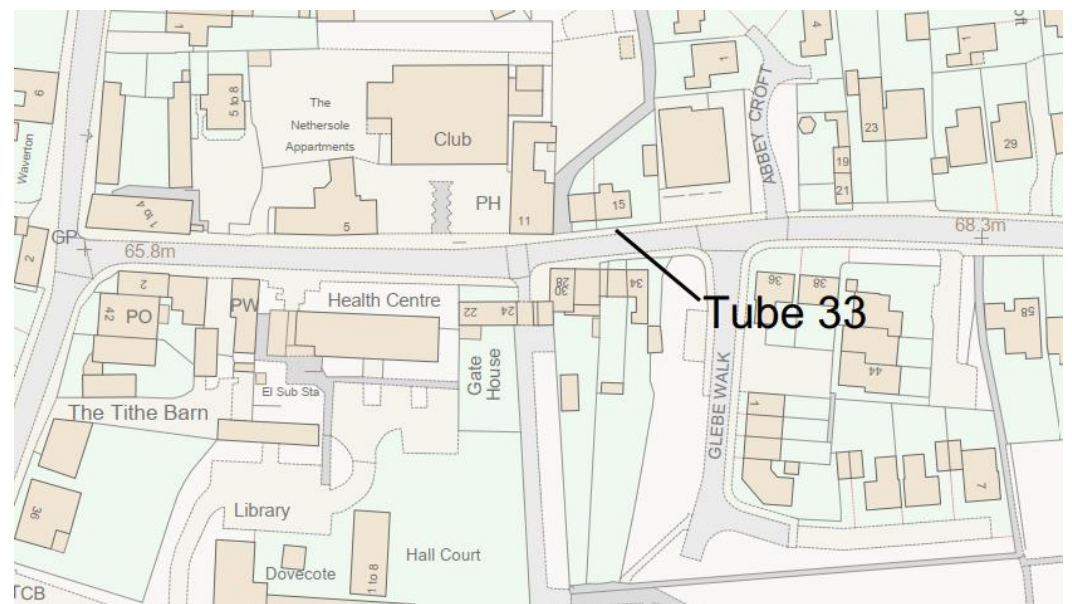 1
5 to 8
The
Nethersole
Appartments
Club
1
4
1
oft
ABBEY CROFT
23
29
19
21
6
Waverton
1 to 4
5
PH
11
15
GP
65.8m
68.3m
2
2
42
PO
PW
Health Centre
22
24
30
28
34
36
38
58
Tube 33
44
Gate
House
El Sub Sta
The Tithe Barn
GLEBE WALK
1
7
36
Library
Hall Court
Dovecote
1 to 8
TCB